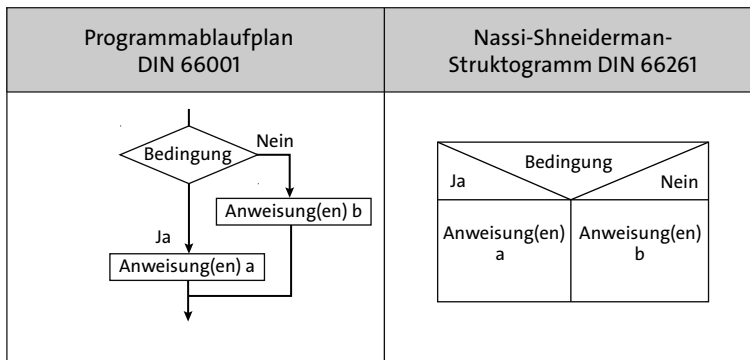 Programmablaufplan
DIN 66001
Nassi-Shneiderman-
Struktogramm DIN 66261
Bedingung
Nein
Anweisung(en) b
Ja
Anweisung(en) a
Bedingung
Ja
Nein
Anweisung(en)
a
Anweisung(en)
b